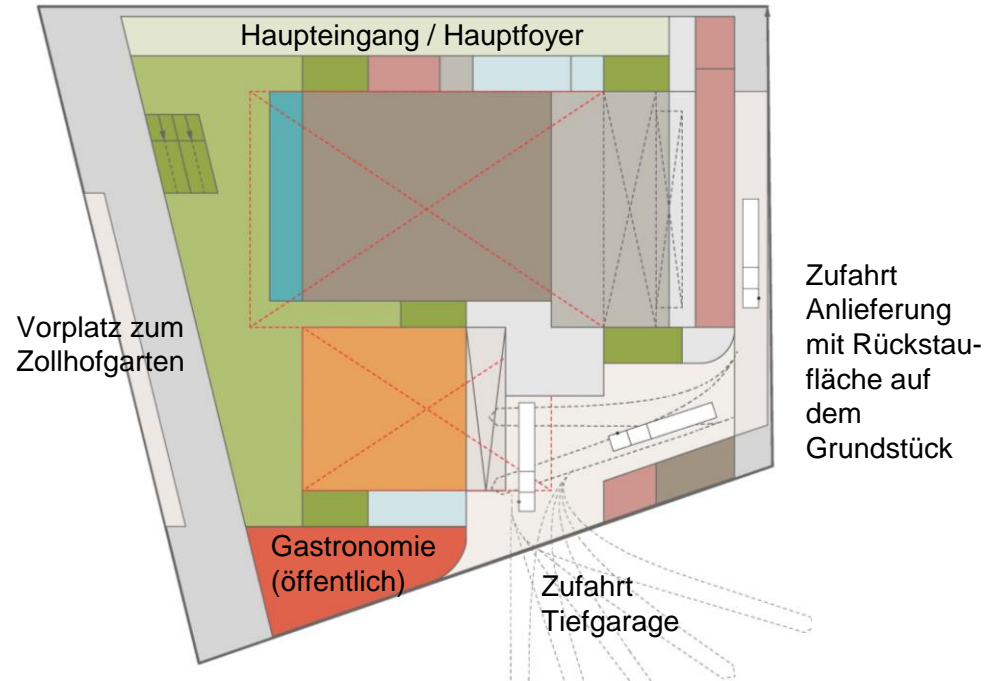 Haupteingang / Hauptfoyer
Vorplatz zum
Zollhofgarten
Zufahrt
Anlieferung
mit Rückstau-
fläche auf
dem
Grundstück
Gastronomie
(öffentlich)
Zufahrt
Tiefgarage